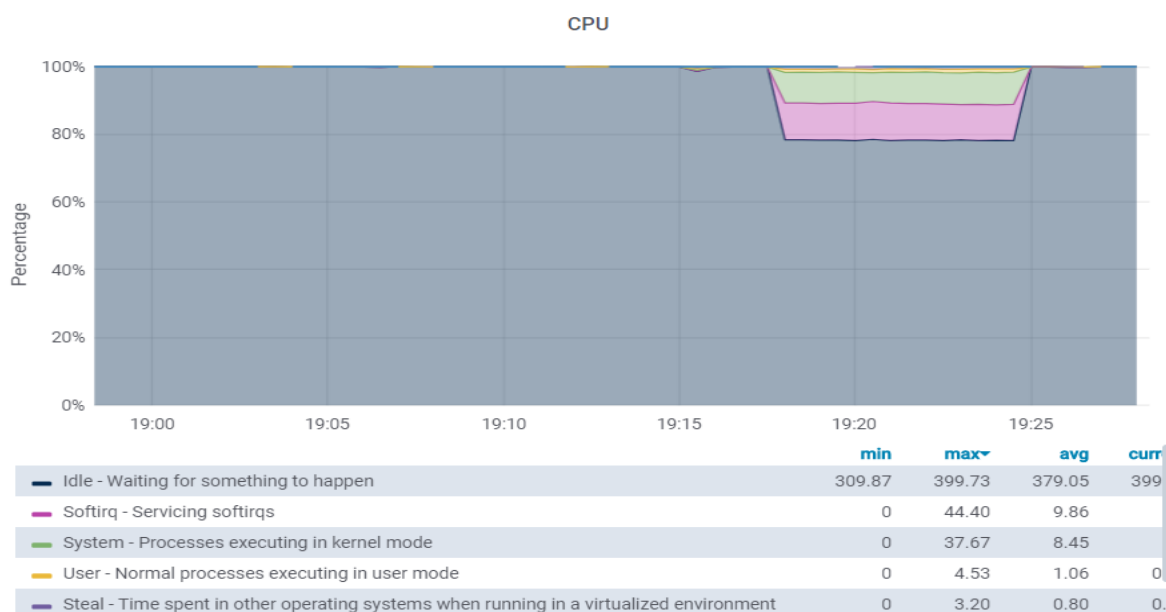 CPU
100%
80%
60%
40%
20%
0%
Percentage
19:00 19:05 19:10 19:15 19:20 19:25
min max avg curr
Idle - Waiting for something to happen 309.87 399.73 379.05 399
Softirq - Servicing softirqs 0 44.40 9.86
System - Processes executing in kernel mode 0 37.67 8.45
User - Normal processes executing in user mode 0 4.53 1.06 0
Steal - Time spent in other operating systems when running in a virtualized environment 0 3.20 0.80 0.